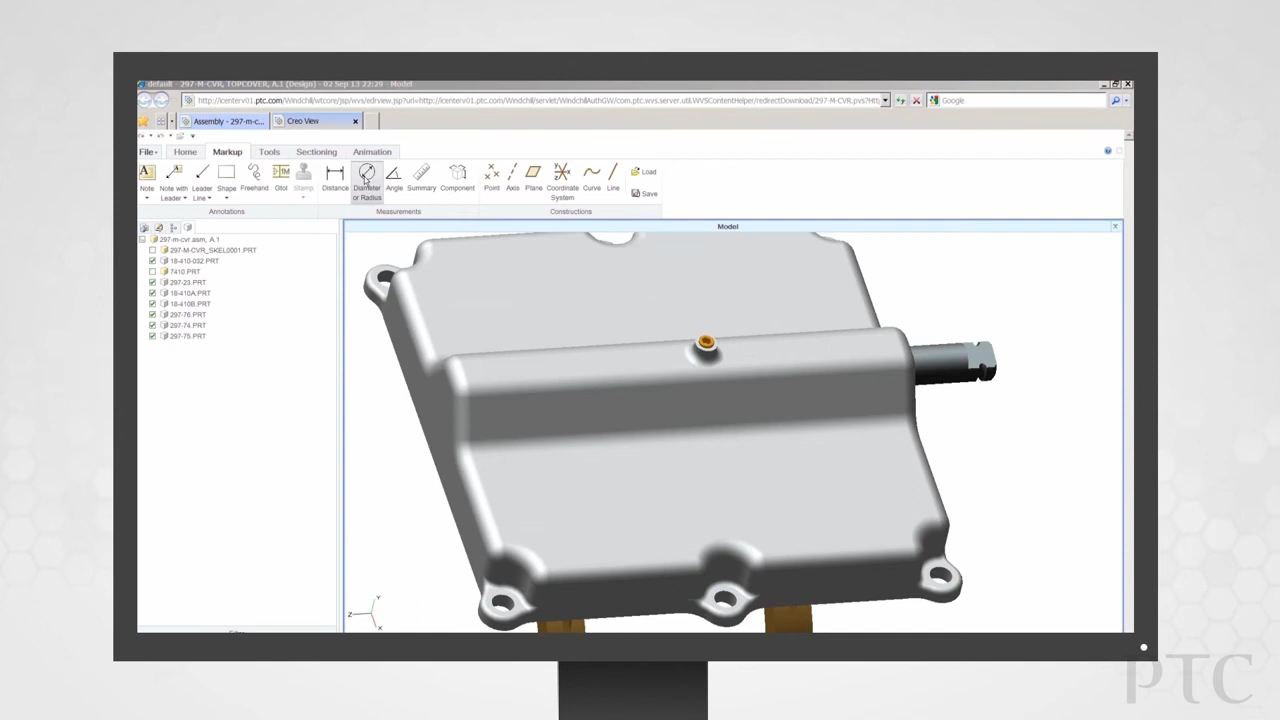 default - 297-M-CVR, TOPCOVER, A.1 (Design) - 02 Sep 13 22:29 - Model
http://icenterv01.ptc.com/Windchill/wtcore/jsp/wvs/edrview.jsp?url=http://icenterv01.ptc.com/Windchill/servlet/WindchillAuthGW/com.ptc.wvs.server.util.WVSContentHelper/redirectDownload/297-M-CVR.pvs?Htt
Google
Assembly - 297-m-c...
Creo View
File
Home
Markup
Tools
Sectioning
Animation
Note
Note with Leader
Leader Line
Shape
Freehand
Gtol
Stamp
Distance
Diameter or Radius
Angle
Summary
Component
Point
Axis
Plane
Coordinate System
Curve
Line
Load
Save
Annotations
Measurements
Constructions
Model
297-m-cvr.asm, A.1
297-M-CVR_SKEL0001.PRT
18-410-032.PRT
7410.PRT
297-23.PRT
18-410A.PRT
18-410B.PRT
297-76.PRT
297-74.PRT
297-75.PRT
Y
Z
X
PTC